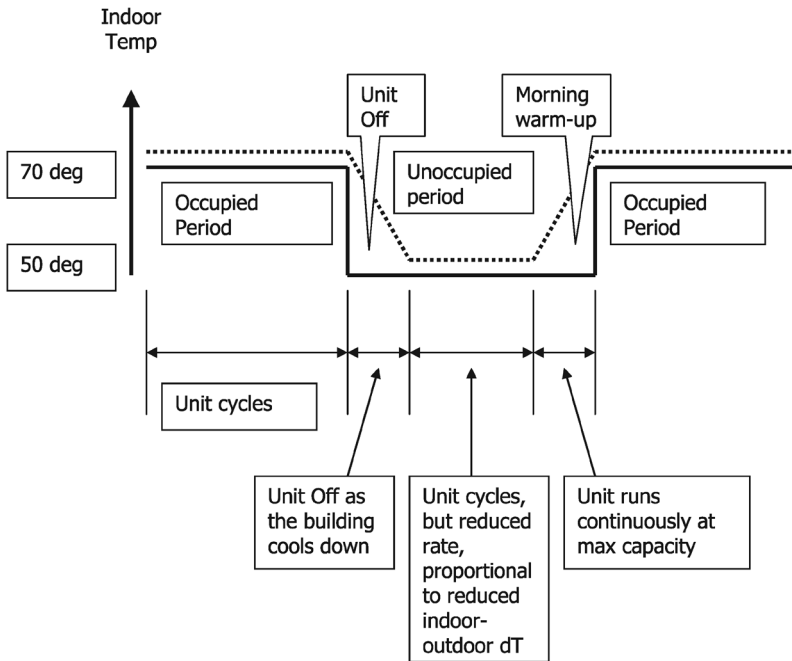 Indoor
Temp
Unit
Off
Morning
warm-up
70 deg
Unoccupied
period
Occupied
Period
Occupied
Period
50 deg
Unit cycles
Unit Off as
the building
cools down
Unit cycles,
but reduced
rate,
proportional
to reduced
indoor-
outdoor dT
Unit runs
continuously at
max capacity